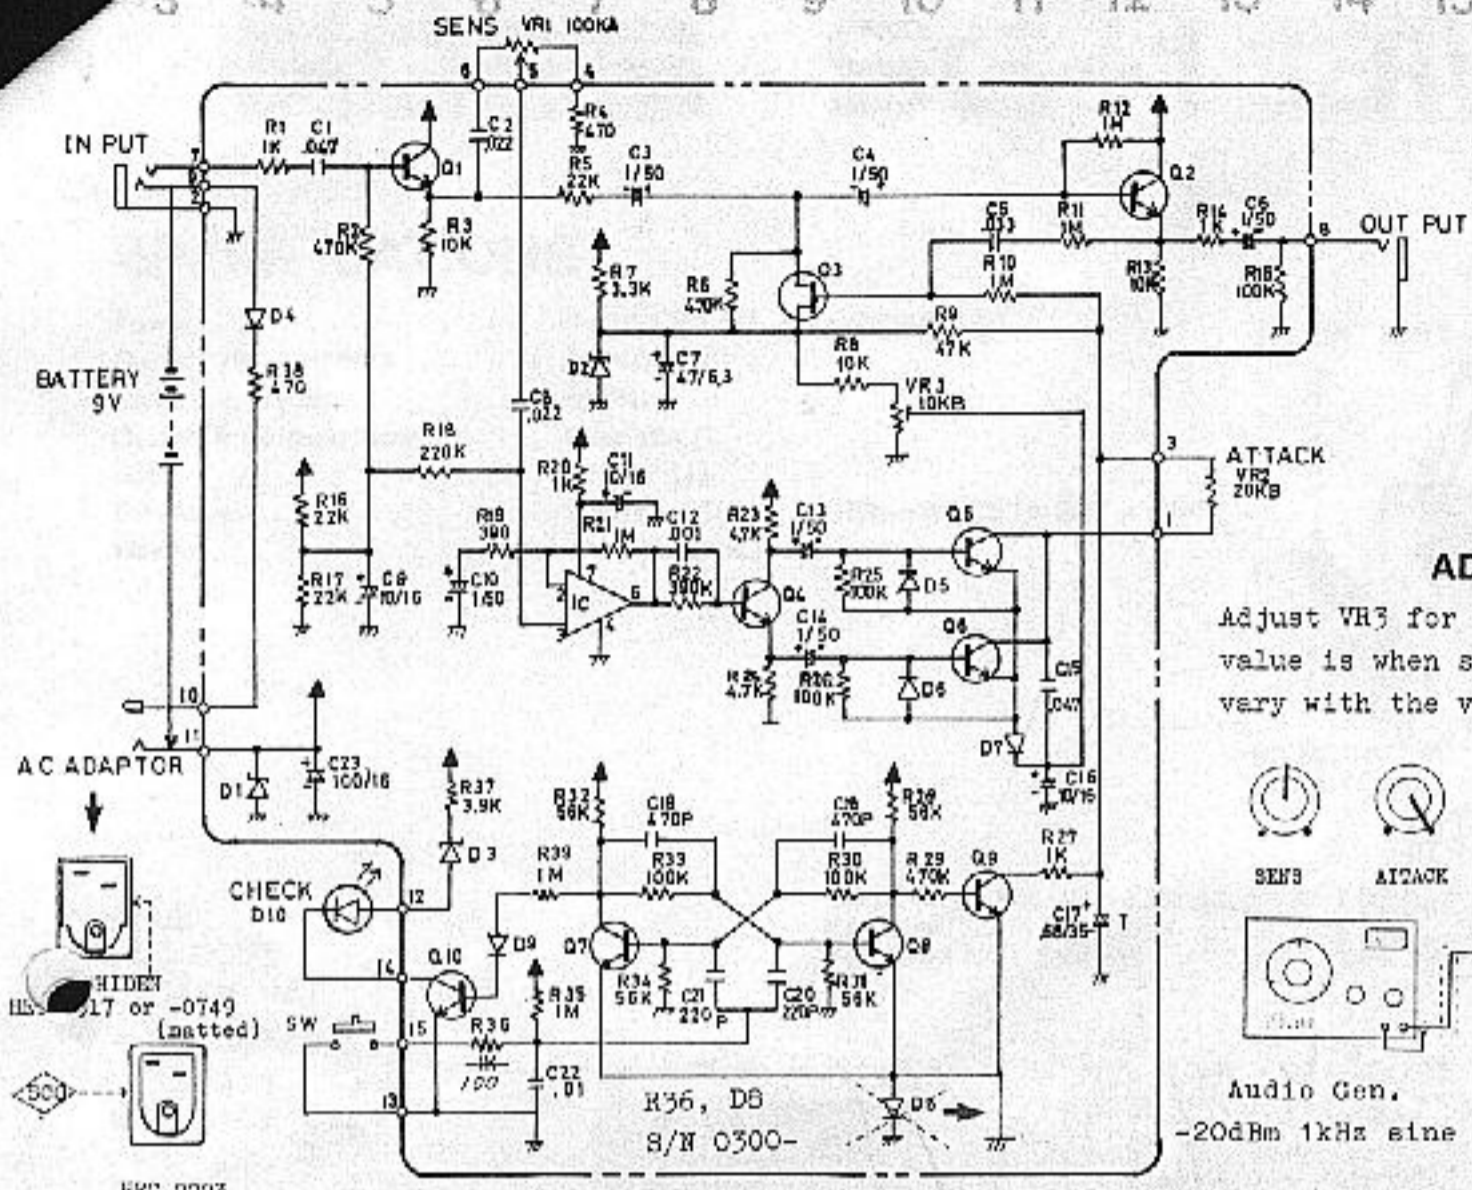 SENS VR1 100KA
6 5 4
IN PUT
R1
1K
C1
.047
7
9
2
Q1
C2
.022
R4
470
R5
22K
C3
1/50
C4
1/50
R12
1M
Q2
R2
470K
R3
10K
R7
3.3K
R6
470K
Q3
C5
.033
R11
1M
R10
1M
R14
1K
C6
1/50
8
OUT PUT
R13
10K
R15
100K
D4
R38
470
BATTERY
9V
D2
C7
47/6.3
R9
47K
R8
10K
VR3
10KB
C8
.022
R18
220K
3
ATTACK
VR2
20KB
1
R16
22K
R17
22K
C9
10/16
R20
1K
C11
10/16
R19
390
R21
1M
C12
.001
R22
390K
C10
1/50
IC
2
3
7
6
4
R23
4.7K
C13
1/50
Q5
Q4
R25
100K
D5
C14
1/50
Q6
R24
4.7K
R26
100K
D6
C15
.047
D7
C16
10/16
Adjust VR3 for
value is when s
vary with the v
10
11
AC ADAPTOR
D1
C23
100/16
R37
3.9K
D3
CHECK
D10
12
14
15
13
SW
Q10
D9
R39
1M
R35
1M
R36
1K
100
C22
.01
R32
56K
C18
470P
R33
100K
R30
100K
R29
470K
Q9
R27
1K
C17
.68/35
T
Q7
Q8
R34
56K
C21
220P
C20
220P
R31
56K
R36, D8
S/N 0300-
D8
HIDEN
17 or -0749
(matted)
SENS
ATTACK
Audio Gen.
-20dBm 1kHz sine